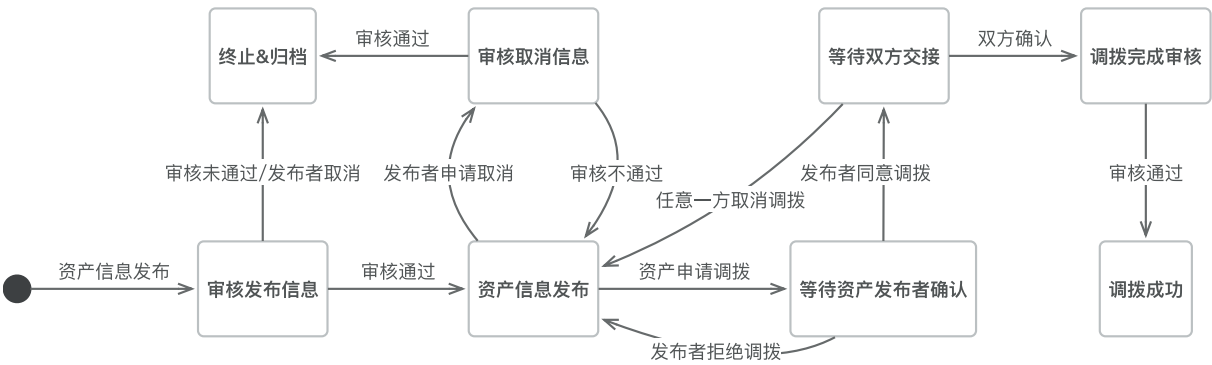 终止&归档
审核通过
审核取消信息
等待双方交接
双方确认
调拨完成审核
审核未通过/发布者取消
发布者申请取消
审核不通过
任意一方取消调拨
发布者同意调拨
审核通过
资产信息发布
审核发布信息
审核通过
资产信息发布
资产申请调拨
等待资产发布者确认
调拨成功
发布者拒绝调拨